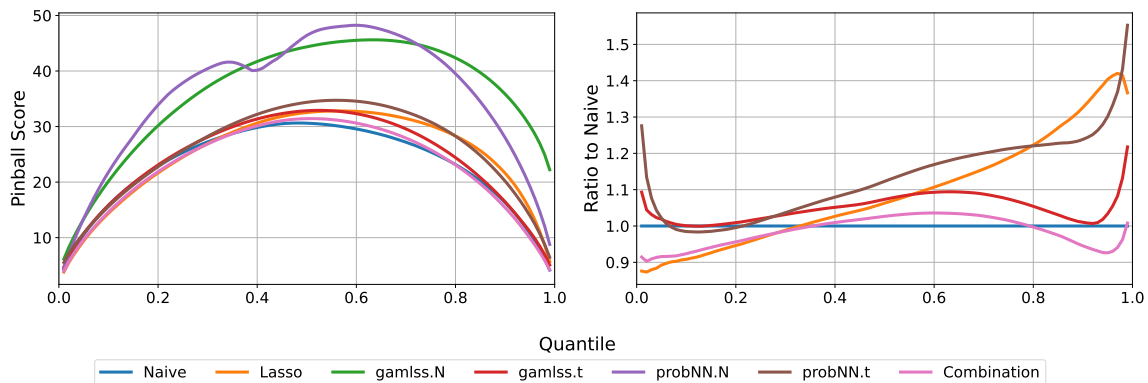 Pinball Score
50
40
30
20
10
0.0 0.2 0.4 0.6 0.8 1.0
Ratio to Naive
1.5
1.4
1.3
1.2
1.1
1.0
0.9
0.0 0.2 0.4 0.6 0.8 1.0
Quantile
Naive Lasso gamlss.N gamlss.t probNN.N probNN.t Combination